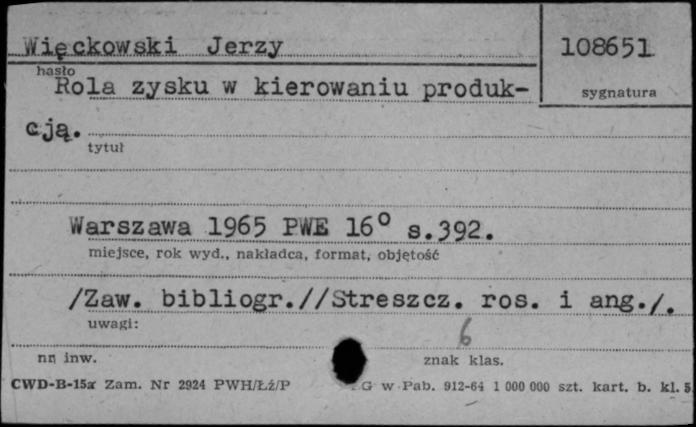 Więckowski Jerzy
108651
hasło
sygnatura
Rola zysku w kierowaniu produk-
cją.
tytuł
Warszawa 1965 PWE 16° s.392.
miejsce, rok wyd., nakładca, format, objętość
/Zaw. bibliogr.//Streszcz. ros. i ang./.
uwagi:
6
nr inw.
znak klas.
CWD-B-15a Zam. Nr 2924 PWH/Łź/P w Pab. 912-64 1 000 000 szt. kart. b. kl. 5